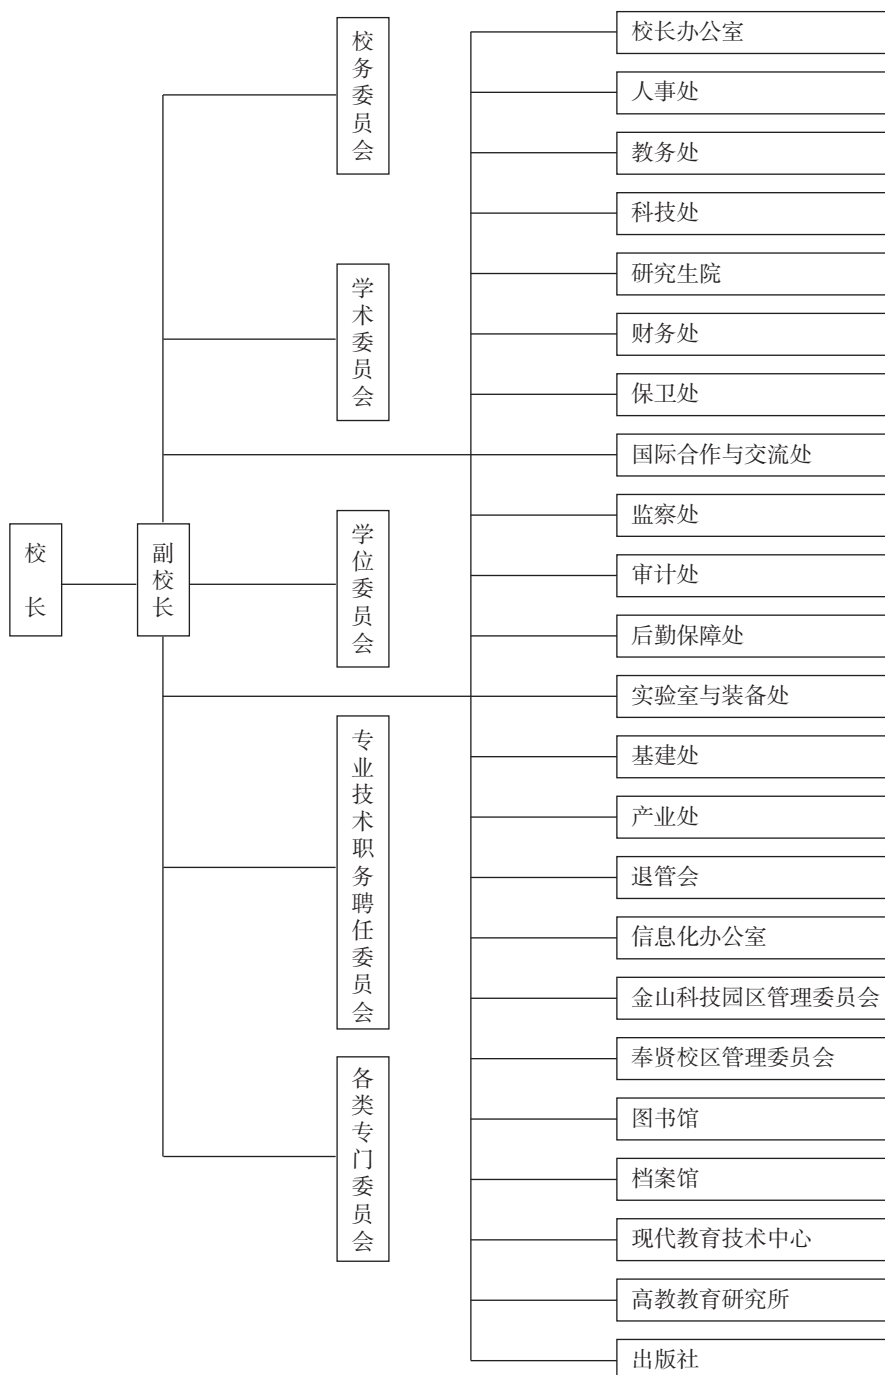 校长
副校长
校务委员会
学术委员会
学位委员会
专业技术职务聘任委员会
各类专门委员会
校长办公室
人事处
教务处
科技处
研究生院
财务处
保卫处
国际合作与交流处
监察处
审计处
后勤保障处
实验室与装备处
基建处
产业处
退管会
信息化办公室
金山科技园区管理委员会
奉贤校区管理委员会
图书馆
档案馆
现代教育技术中心
高教教育研究所
出版社